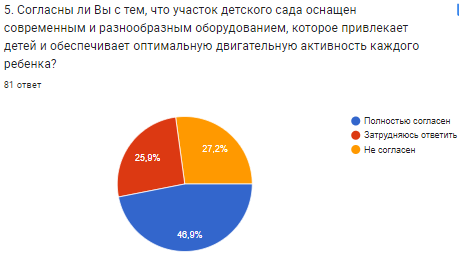 5. Согласны ли Вы с тем, что участок детского сада оснащен
современным и разнообразным оборудованием, которое привлекает
детей и обеспечивает оптимальную двигательную активность каждого
ребенка?
81 ответ
Полностью согласен
Затрудняюсь ответить
Не согласен
27,2%
25,9%
46,9%